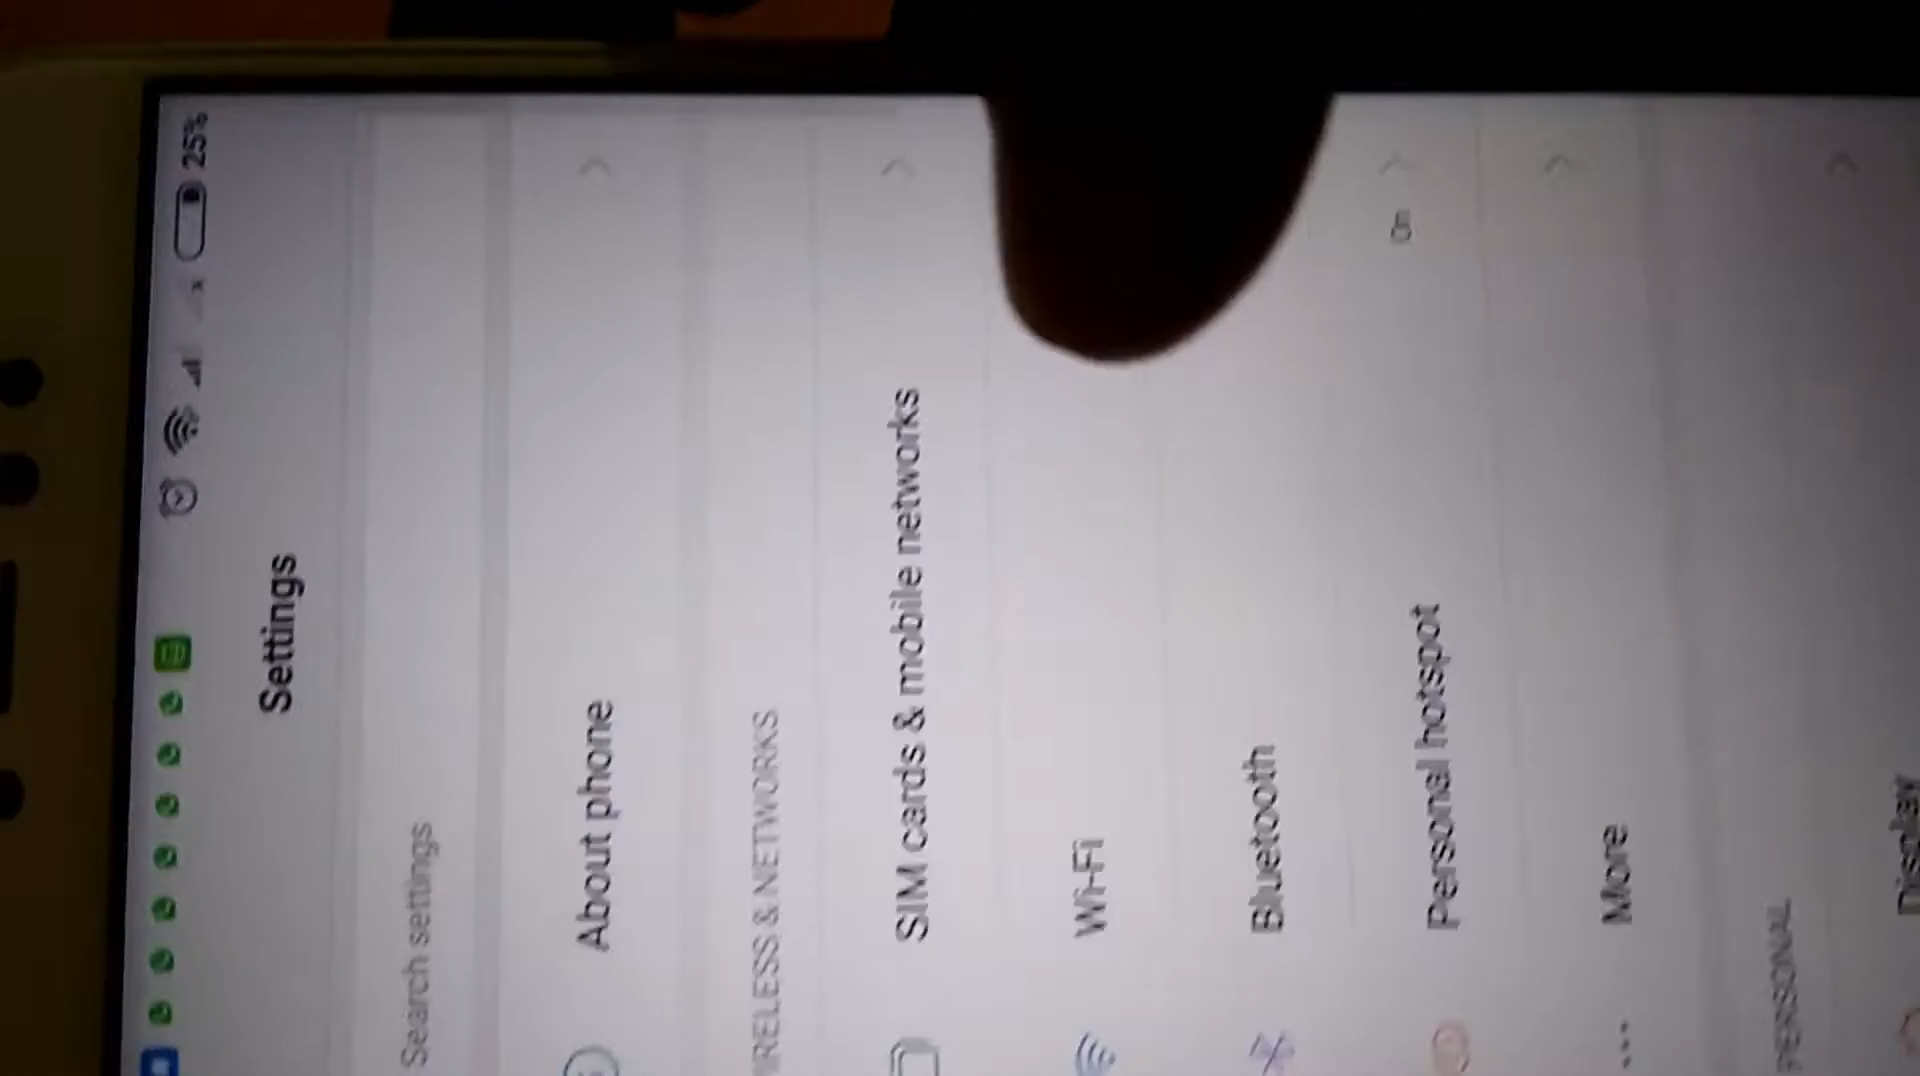 25%
Settings
Search settings
About phone
WIRELESS & NETWORKS
SIM cards & mobile networks
Wi-Fi
Bluetooth
Personal hotspot
More
PERSONAL
Display